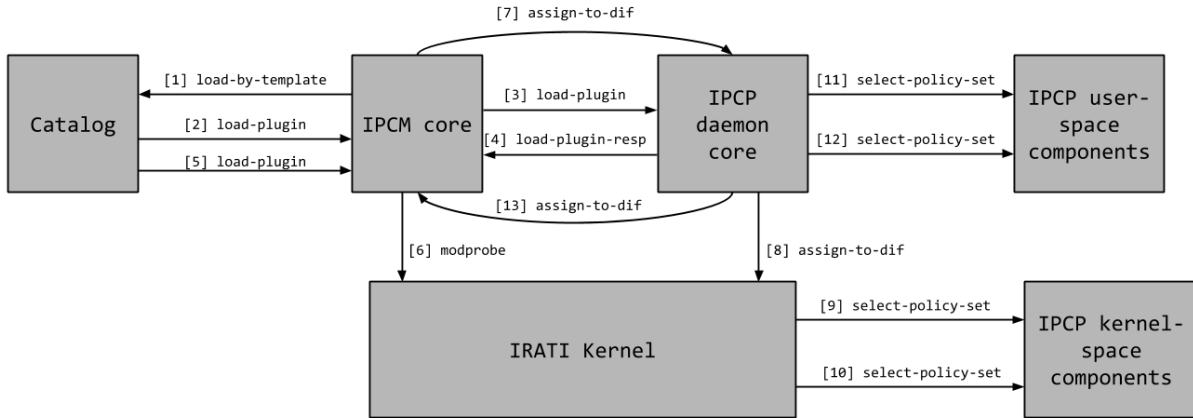 [7] assign-to-dif
[1] load-by-template
[11] select-policy-set
[3] load-plugin
Catalog
[2] load-plugin
IPCM core
[4] load-plugin-resp
IPCP
daemon
core
[12] select-policy-set
IPCP user-
space
components
[5] load-plugin
[13] assign-to-dif
[6] modprobe
[8] assign-to-dif
[9] select-policy-set
IRATI Kernel
IPCP kernel-
space
components
[10] select-policy-set